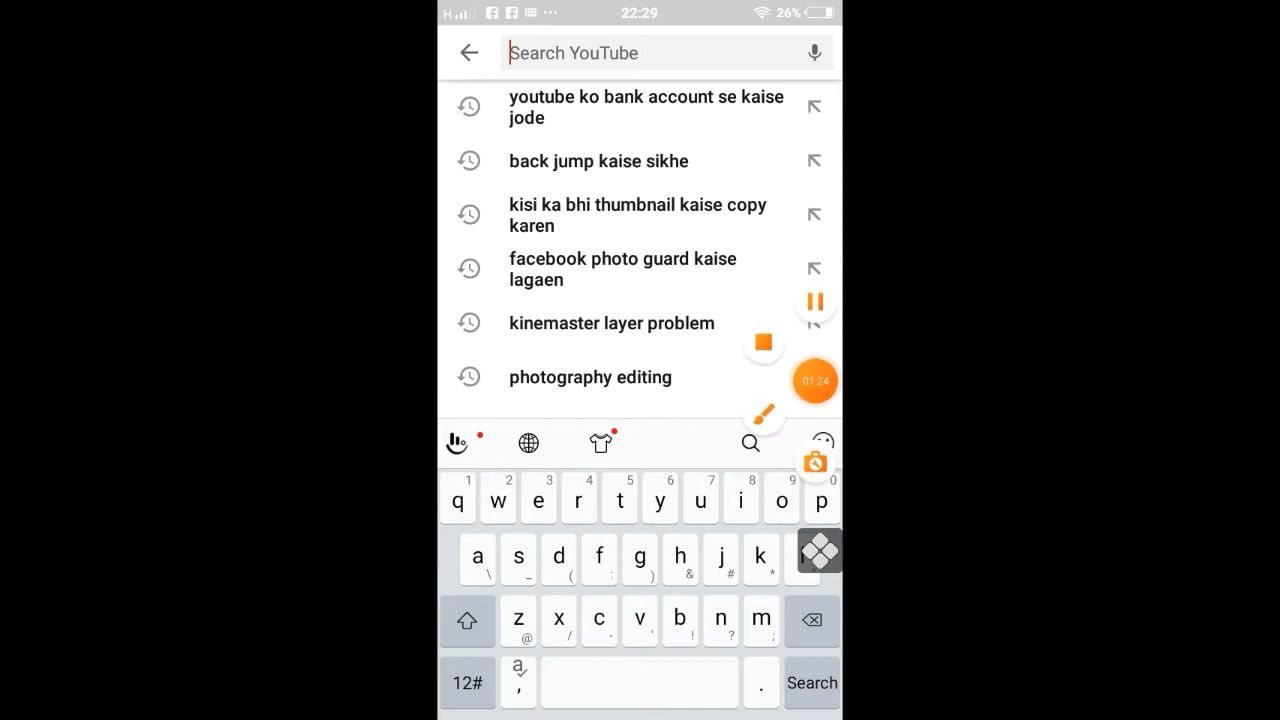 H 22:29 26%
Search YouTube
youtube ko bank account se kaise
jode
back jump kaise sikhe
kisi ka bhi thumbnail kaise copy
karen
facebook photo guard kaise
lagaen
kinemaster layer problem
photography editing
01:24
1 2 3 4 5 6 7 8 9 0
q w e r t y u i o p
a s d f g h j k
\ _ ( : ) & # *
z x c v b n m
@ / - ' ! ? ;
12# a , . Search